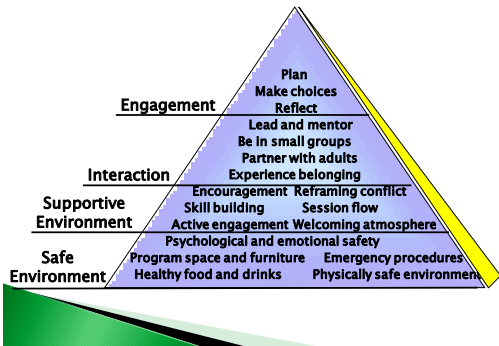 Plan
Make choices
Engagement
Reflect
Lead and mentor
Be in small groups
Partner with adults
Interaction
Experience belonging
Encouragement Reframing conflict
Supportive
Environment
Skill building Session flow
Active engagement Welcoming atmosphere
Psychological and emotional safety
Safe
Environment
Program space and furniture Emergency procedures
Healthy food and drinks Physically safe environment